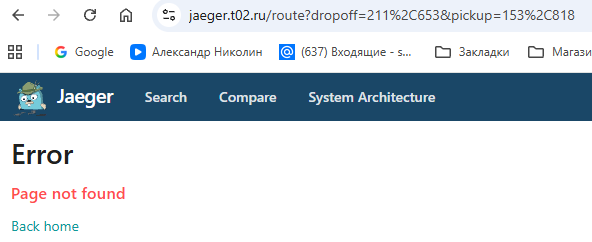 jaeger.t02.ru/route?dropoff=211%2C653&pickup=153%2C818
Google Александр Николин (637) Входящие - s... Закладки Магази
Jaeger Search Compare System Architecture
Error
Page not found
Back home